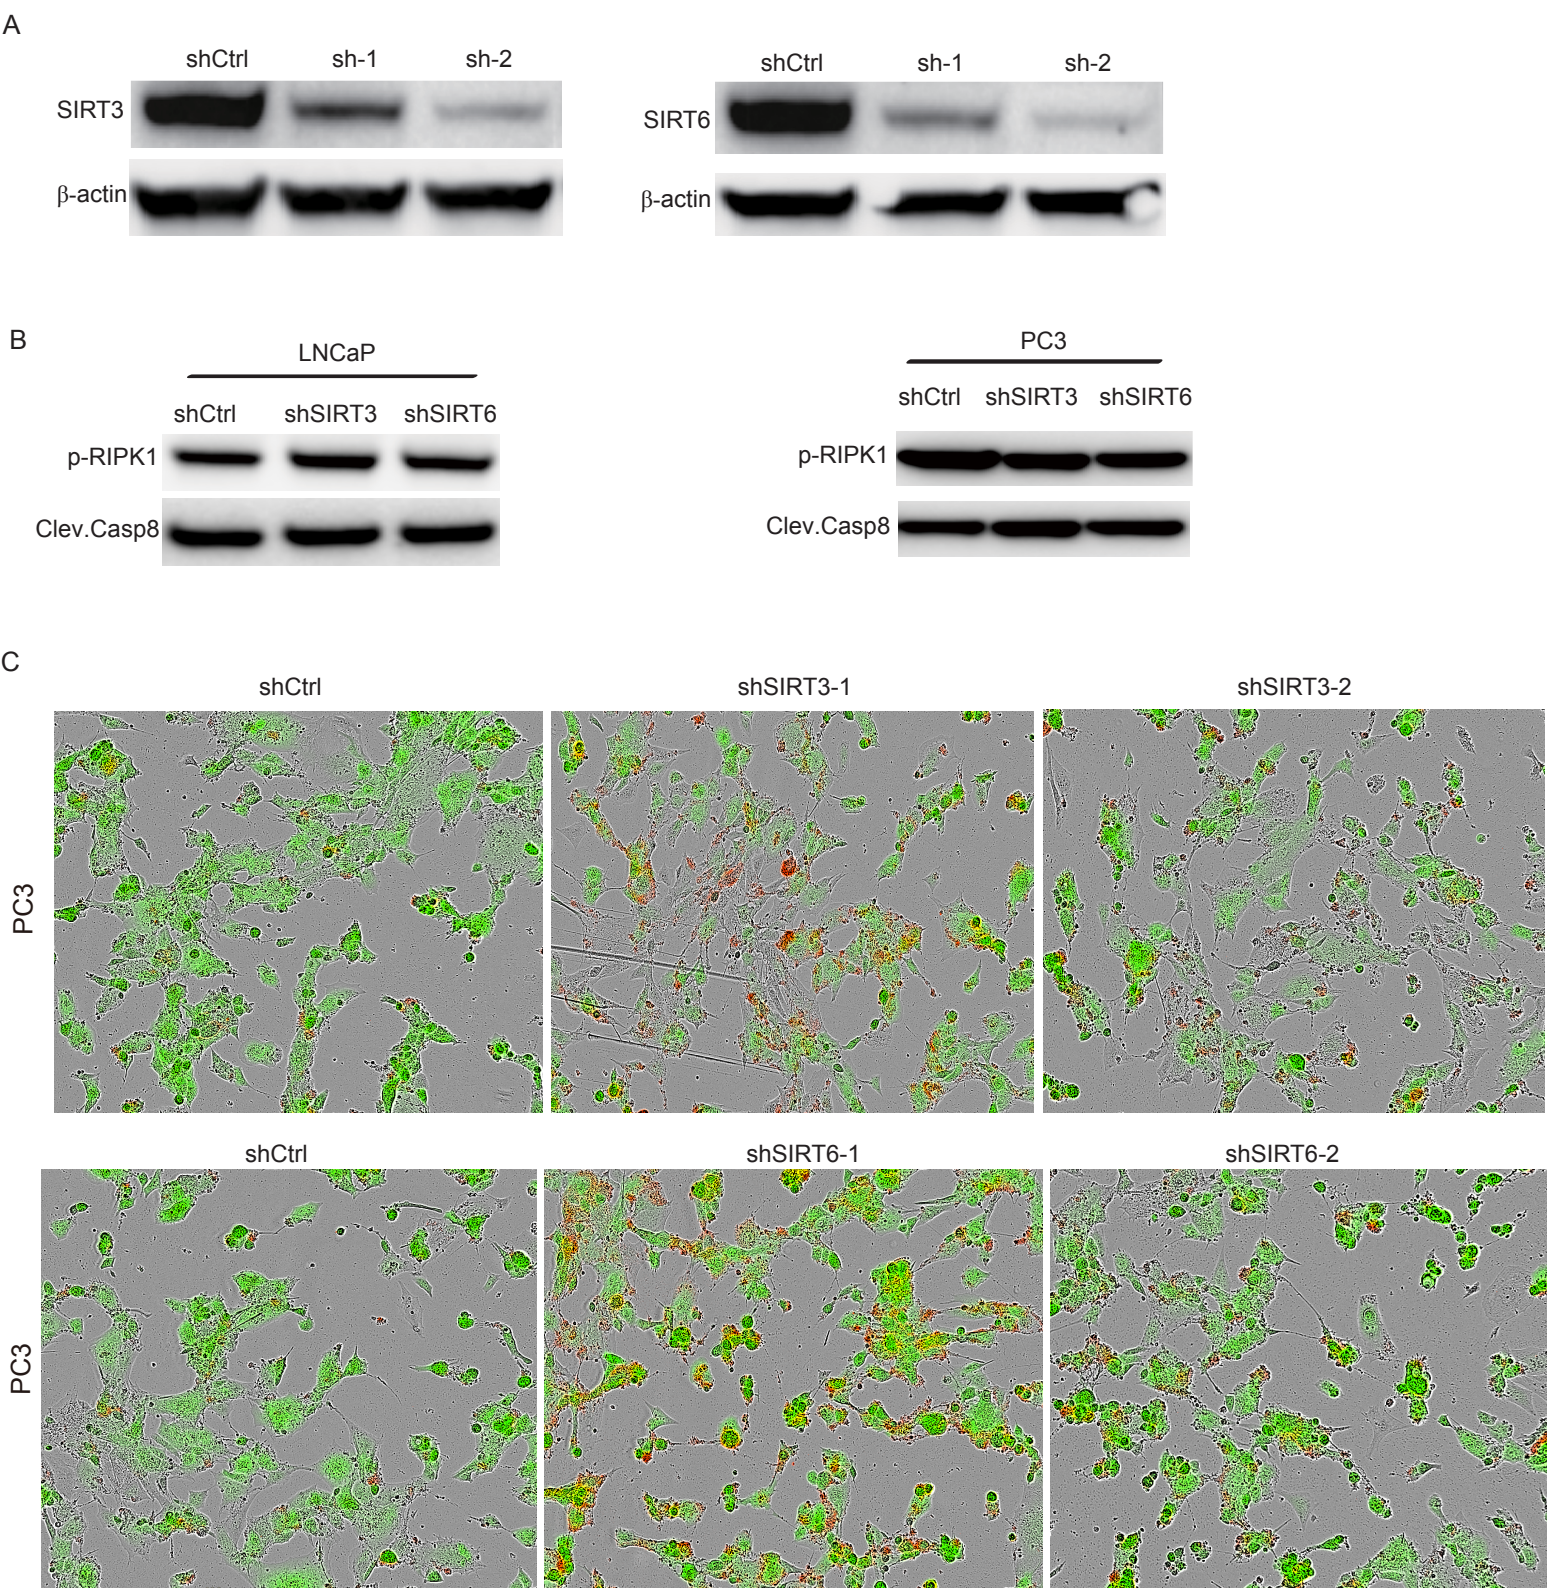 A
shCtrl sh-1 sh-2
SIRT3
β-actin
shCtrl sh-1 sh-2
SIRT6
β-actin
B
LNCaP
shCtrl shSIRT3 shSIRT6
p-RIPK1
Clev.Casp8
PC3
shCtrl shSIRT3 shSIRT6
p-RIPK1
Clev.Casp8
C
shCtrl shSIRT3-1 shSIRT3-2
PC3
shCtrl shSIRT6-1 shSIRT6-2
PC3